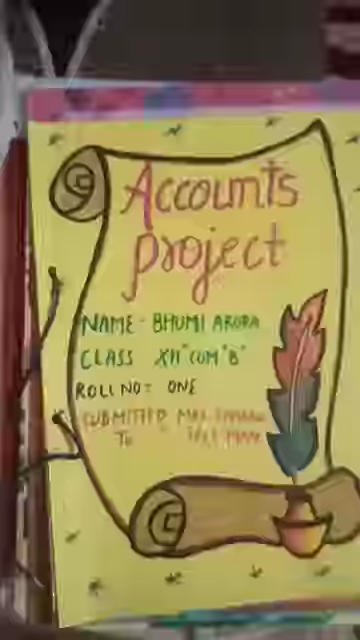 Accounts
project
NAME - BHUMI ARORA
CLASS XII "COM" B"
ROLL NO = ONE
SUBMITTED
To